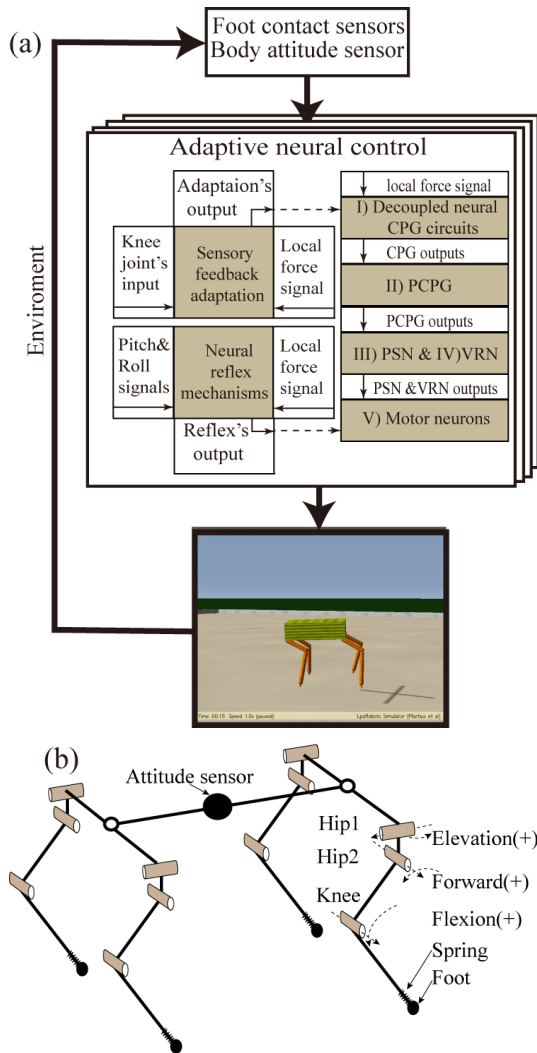 (a)
Foot contact sensors
Body attitude sensor
Enviroment
Adaptive neural control
Adaptaion's
output
Knee
joint's
input
Sensory
feedback
adaptation
Local
force
signal
Pitch&
Roll
signals
Neural
reflex
mechanisms
Local
force
signal
Reflex's
output
local force signal
I) Decoupled neural
CPG circuits
CPG outputs
II) PCPG
PCPG outputs
III) PSN & IV)VRN
PSN &VRN outputs
V) Motor neurons
Time: 00:15 Speed: 1.0x (paused)
LpzRobots Simulator (Martius et al)
(b)
Attitude sensor
Hip1
Hip2
Knee
Elevation(+)
Forward(+)
Flexion(+)
Spring
Foot